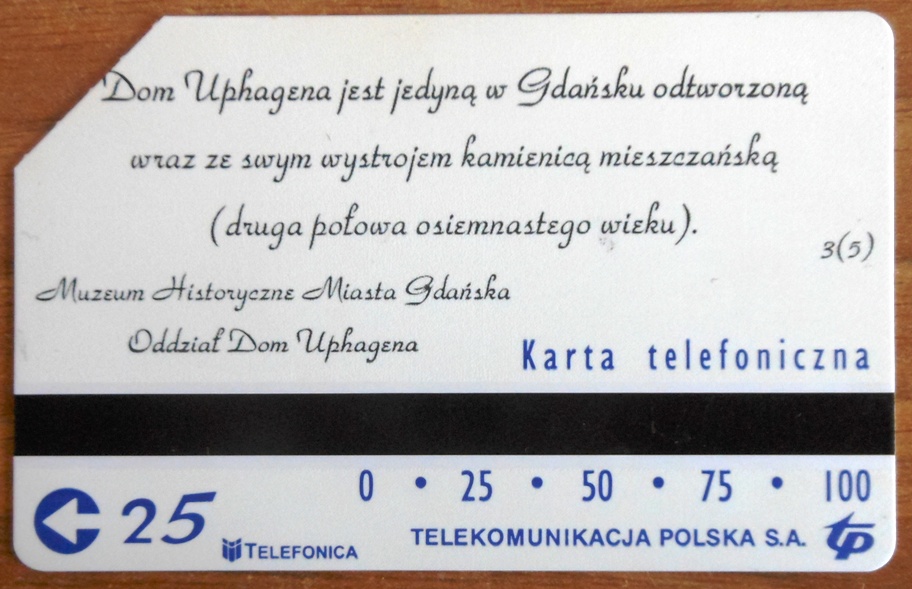 Dom Uphagena jest jedyną w Gdańsku odtworzoną
wraz ze swym wystrojem kamienicą mieszczańską
(druga połowa osiemnastego wieku).
3(5)
Muzeum Historyczne Miasta Gdańska
Oddział Dom Uphagena
Karta telefoniczna
0 • 25 • 50 • 75 • 100
25
TELEFONICA
TELEKOMUNIKACJA POLSKA S.A. tp